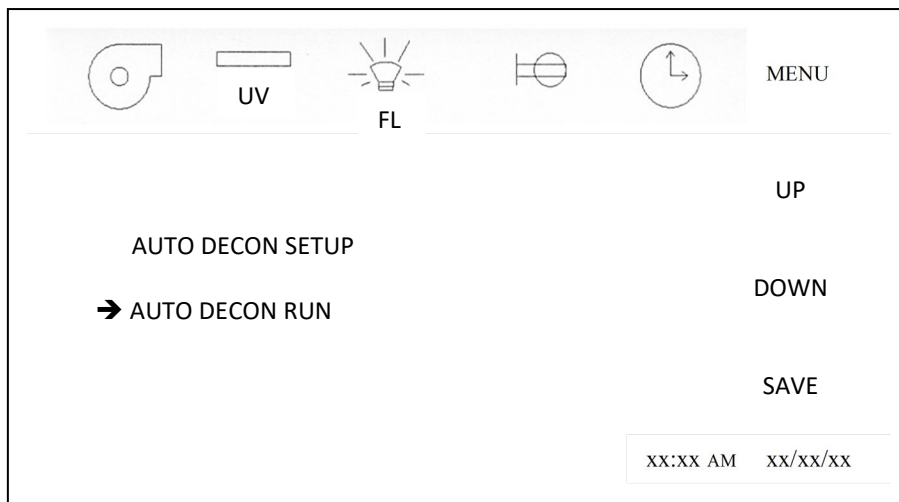 MENU
UV
FL
UP
AUTO DECON SETUP
DOWN
➔ AUTO DECON RUN
SAVE
xx:xx AM xx/xx/xx